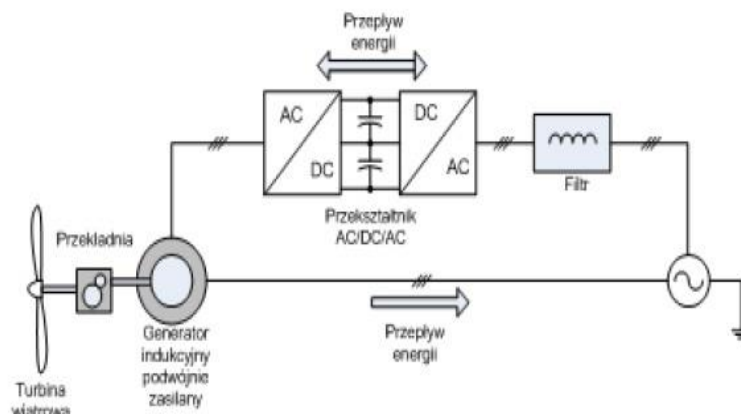 Przepływ
energii
AC
DC
DC
AC
Filtr
Przekształtnik
AC/DC/AC
Przekładnia
Generator
indukcyjny
podwójnie
zasilany
Przepływ
energii
Turbina
wiatrowa